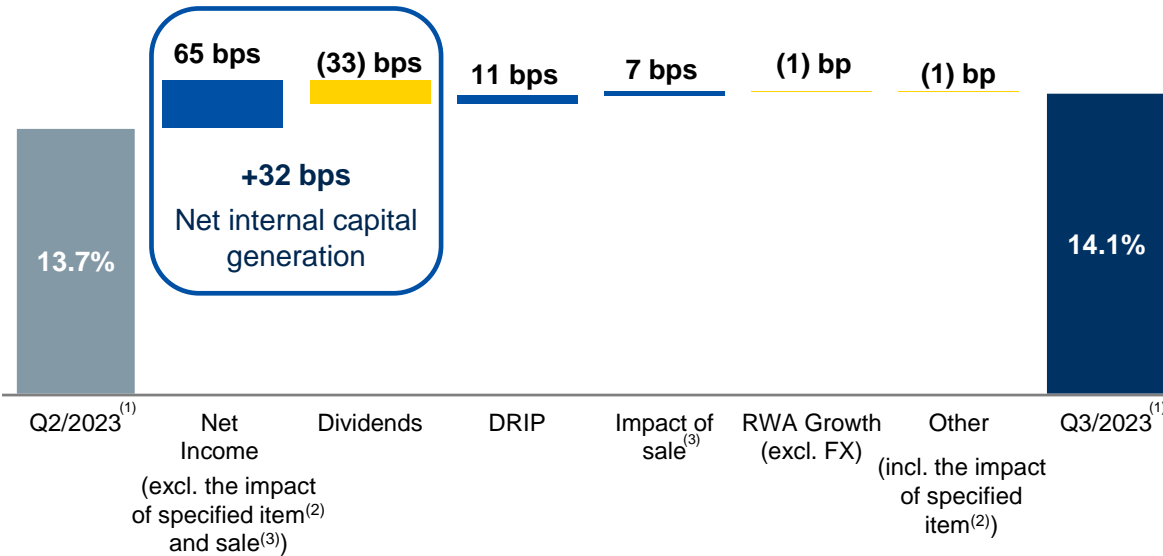 65 bps
(33) bps
11 bps
7 bps
(1) bp
(1) bp
+32 bps
Net internal capital
generation
13.7%
14.1%
Q2/2023(1)
Net
Income
(excl. the impact
of specified item(2)
and sale(3))
Dividends
DRIP
Impact of
sale(3)
RWA Growth
(excl. FX)
Other
(incl. the impact
of specified
item(2))
Q3/2023(1)